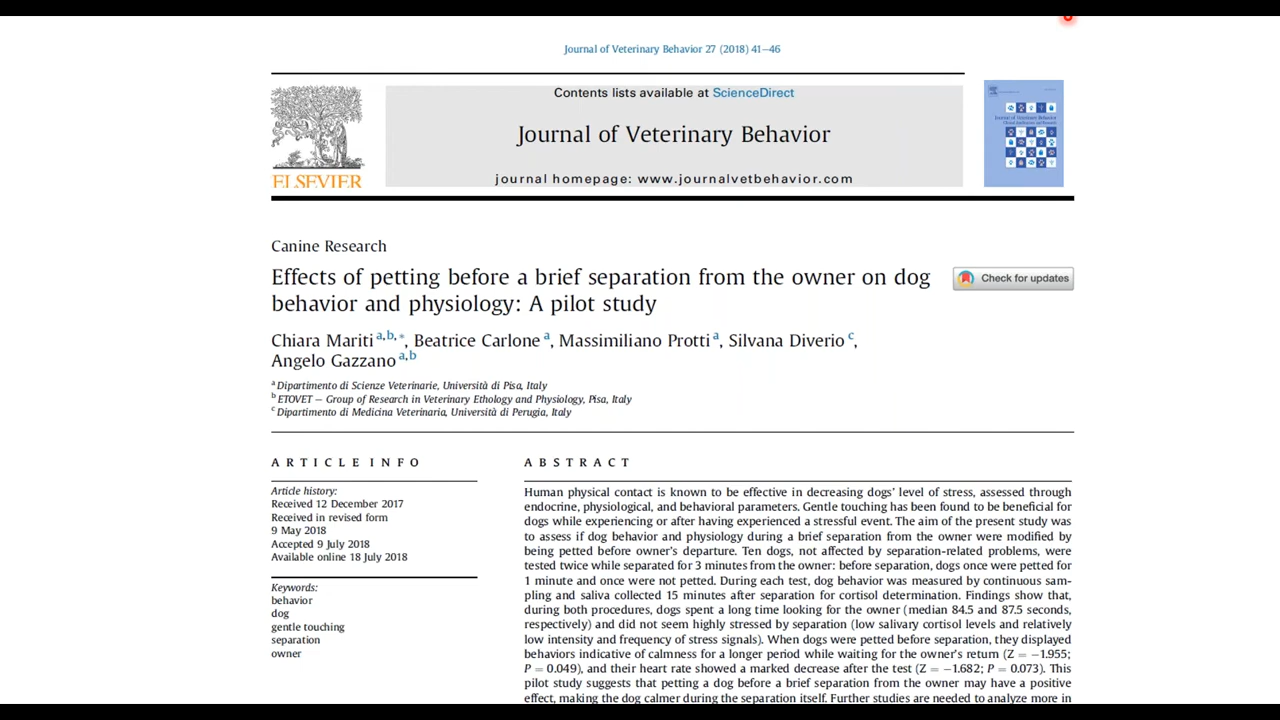 Journal of Veterinary Behavior 27 (2018) 41–46
Contents lists available at ScienceDirect
Journal of Veterinary Behavior
journal homepage: www.journalvetbehavior.com
ELSEVIER
Canine Research
Effects of petting before a brief separation from the owner on dog
behavior and physiology: A pilot study
Check for updates
Chiara Mariti a,b,*, Beatrice Carlone a, Massimiliano Protti a, Silvana Diverio c,
Angelo Gazzano a,b
a Dipartimento di Scienze Veterinarie, Università di Pisa, Italy
b ETOVET – Group of Research in Veterinary Ethology and Physiology, Pisa, Italy
c Dipartimento di Medicina Veterinaria, Università di Perugia, Italy
ARTICLE INFO
Article history:
Received 12 December 2017
Received in revised form
9 May 2018
Accepted 9 July 2018
Available online 18 July 2018
Keywords:
behavior
dog
gentle touching
separation
owner
ABSTRACT
Human physical contact is known to be effective in decreasing dogs' level of stress, assessed through
endocrine, physiological, and behavioral parameters. Gentle touching has been found to be beneficial for
dogs while experiencing or after having experienced a stressful event. The aim of the present study was
to assess if dog behavior and physiology during a brief separation from the owner were modified by
being petted before owner's departure. Ten dogs, not affected by separation-related problems, were
tested twice while separated for 3 minutes from the owner: before separation, dogs once were petted for
1 minute and once were not petted. During each test, dog behavior was measured by continuous sam-
pling and saliva collected 15 minutes after separation for cortisol determination. Findings show that,
during both procedures, dogs spent a long time looking for the owner (median 84.5 and 87.5 seconds,
respectively) and did not seem highly stressed by separation (low salivary cortisol levels and relatively
low intensity and frequency of stress signals). When dogs were petted before separation, they displayed
behaviors indicative of calmness for a longer period while waiting for the owner's return (Z = −1.955;
P = 0.049), and their heart rate showed a marked decrease after the test (Z = −1.682; P = 0.073). This
pilot study suggests that petting a dog before a brief separation from the owner may have a positive
effect, making the dog calmer during the separation itself. Further studies are needed to analyze more in